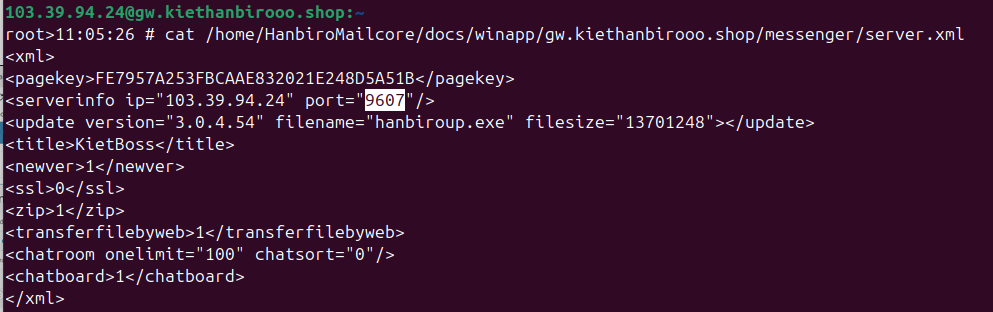 103.39.94.24@gw.kiethanbirooo.shop:~
root>11:05:26 # cat /home/HanbiroMailcore/docs/winapp/gw.kiethanbirooo.shop/messenger/server.xml
<xml>
<pagekey>FE7957A253FBCAAE832021E248D5A51B</pagekey>
<serverinfo ip="103.39.94.24" port="9607"/>
<update version="3.0.4.54" filename="hanbiroup.exe" filesize="13701248"></update>
<title>KietBoss</title>
<newver>1</newver>
<ssl>0</ssl>
<zip>1</zip>
<transferfilebyweb>1</transferfilebyweb>
<chatroom onelimit="100" chatsort="0"/>
<chatboard>1</chatboard>
</xml>